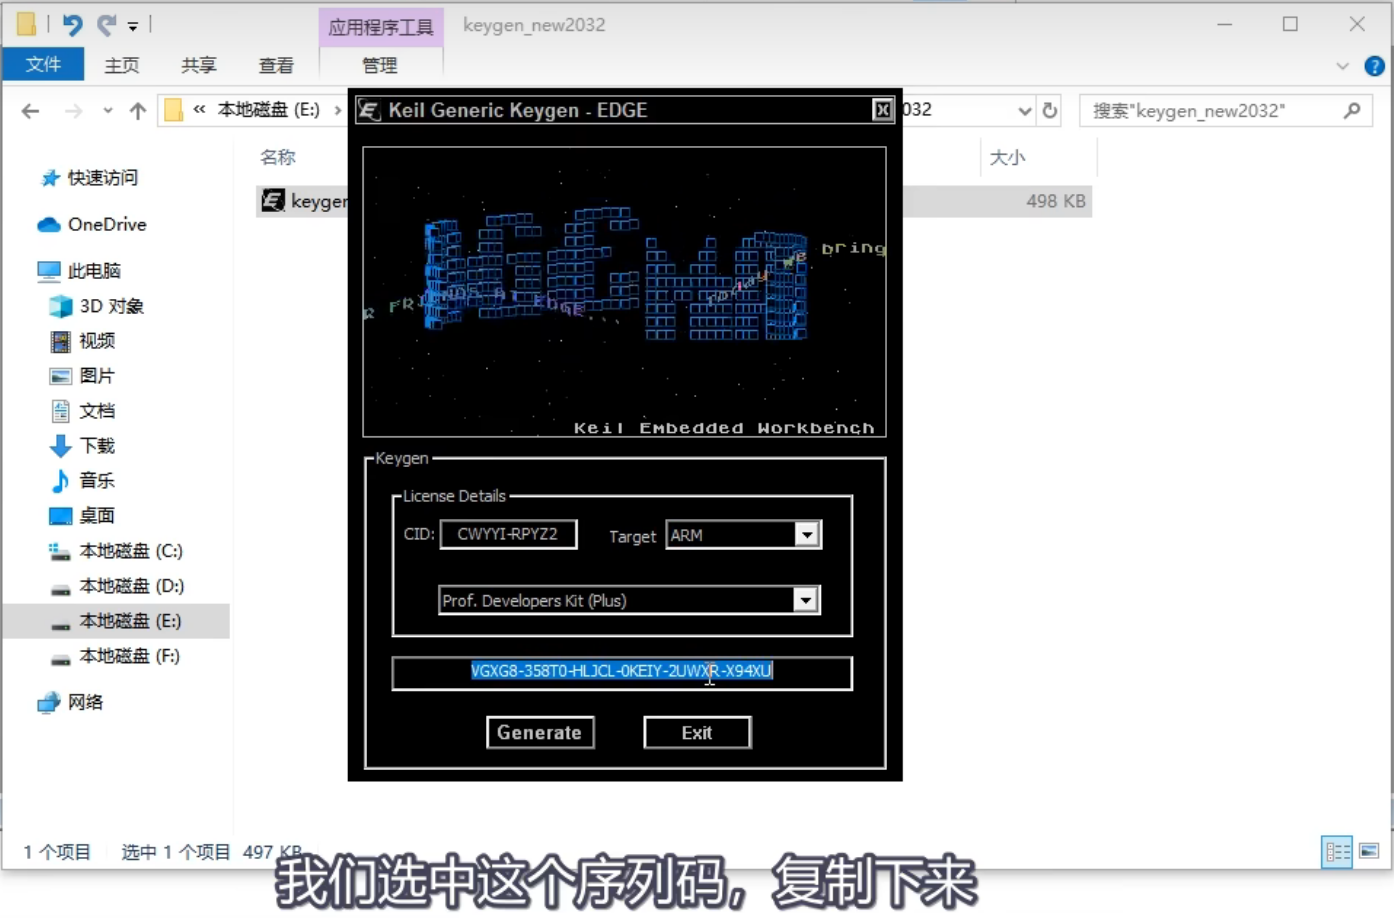 应用程序工具
keygen_new2032
文件
主页
共享
查看
管理
« 本地磁盘 (E:) ›
032
搜索"keygen_new2032"
名称
大小
keygen
498 KB
快速访问
OneDrive
此电脑
3D 对象
视频
图片
文档
下载
音乐
桌面
本地磁盘 (C:)
本地磁盘 (D:)
本地磁盘 (E:)
本地磁盘 (F:)
网络
Keil Generic Keygen - EDGE
R FRIENDS AT EDGE...
today we bring
Keil Embedded Workbench
Keygen
License Details
CID: CWYYI-RPYZ2
Target ARM
Prof. Developers Kit (Plus)
VGXG8-358T0-HLJCL-0KEIY-2UWXR-X94XU
Generate
Exit
1 个项目
选中 1 个项目 497 KB
我们选中这个序列码，复制下来